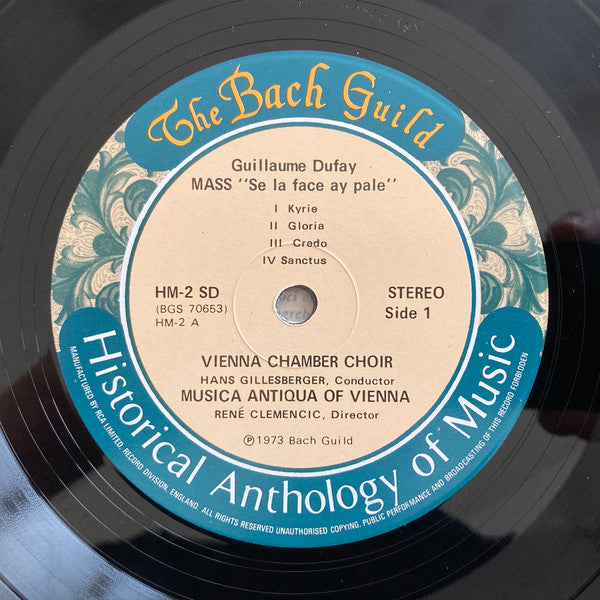 The Bach Guild
Guillaume Dufay
MASS "Se la face ay pale"
I Kyrie
II Gloria
III Credo
IV Sanctus
HM-2 SD
(BGS 70653)
HM-2 A
STEREO
Side 1
VIENNA CHAMBER CHOIR
HANS GILLESBERGER, Conductor
MUSICA ANTIQUA OF VIENNA
RENÉ CLEMENCIC, Director
Ⓟ1973 Bach Guild
Historical Anthology of Music
MANUFACTURED BY RCA LIMITED, RECORD DIVISION, ENGLAND. ALL RIGHTS RESERVED UNAUTHORISED COPYING, PUBLIC PERFORMANCE AND BROADCASTING OF THIS RECORD FORBIDDEN